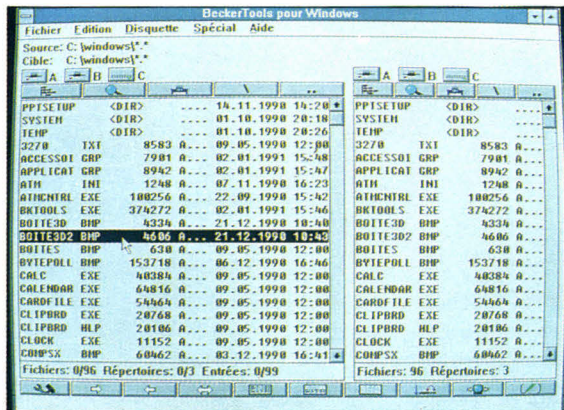 BeckerTools pour Windows
Fichier Edition Disquette Spécial Aide
Source: C: \windows\*.*
Cible: C: \windows\*.*
A B C
A B C
\ ..
\ ..
PPTSETUP <DIR> .... 14.11.1990 14:20
SYSTEM <DIR> .... 01.10.1990 20:18
TEMP <DIR> .... 01.10.1990 20:26
3270 TXT 8583 A... 09.05.1990 12:00
ACCESSOI GRP 7901 A... 02.01.1991 15:48
APPLICAT GRP 8942 A... 02.01.1991 15:47
ATM INI 1248 A... 07.11.1990 16:23
ATMCNTRL EXE 100256 A... 22.09.1990 15:42
BKTOOLS EXE 374272 A... 02.01.1991 15:46
BOITE3D BMP 4334 A... 21.12.1990 10:40
BOITE3D2 BMP 4606 A... 21.12.1990 10:43
BOITES BMP 630 A... 09.05.1990 12:00
BYTEPOLL BMP 153718 A... 06.12.1990 16:46
CALC EXE 40384 A... 09.05.1990 12:00
CALENDAR EXE 64816 A... 09.05.1990 12:00
CARDFILE EXE 54464 A... 09.05.1990 12:00
CLIPBRD EXE 20768 A... 09.05.1990 12:00
CLIPBRD HLP 20106 A... 09.05.1990 12:00
CLOCK EXE 11152 A... 09.05.1990 12:00
COMPSX BMP 60462 A... 03.12.1990 16:41
Fichiers: 0/96 Répertoires: 0/3 Entrées: 0/99
PPTSETUP <DIR> ....
SYSTEM <DIR> ....
TEMP <DIR> ....
3270 TXT 8583 A...
ACCESSOI GRP 7901 A...
APPLICAT GRP 8942 A...
ATM INI 1248 A...
ATMCNTRL EXE 100256 A...
BKTOOLS EXE 374272 A...
BOITE3D BMP 4334 A...
BOITE3D2 BMP 4606 A...
BOITES BMP 630 A...
BYTEPOLL BMP 153718 A...
CALC EXE 40384 A...
CALENDAR EXE 64816 A...
CARDFILE EXE 54464 A...
CLIPBRD EXE 20768 A...
CLIPBRD HLP 20106 A...
CLOCK EXE 11152 A...
COMPSX BMP 60462 A...
Fichiers: 96 Répertoires: 3